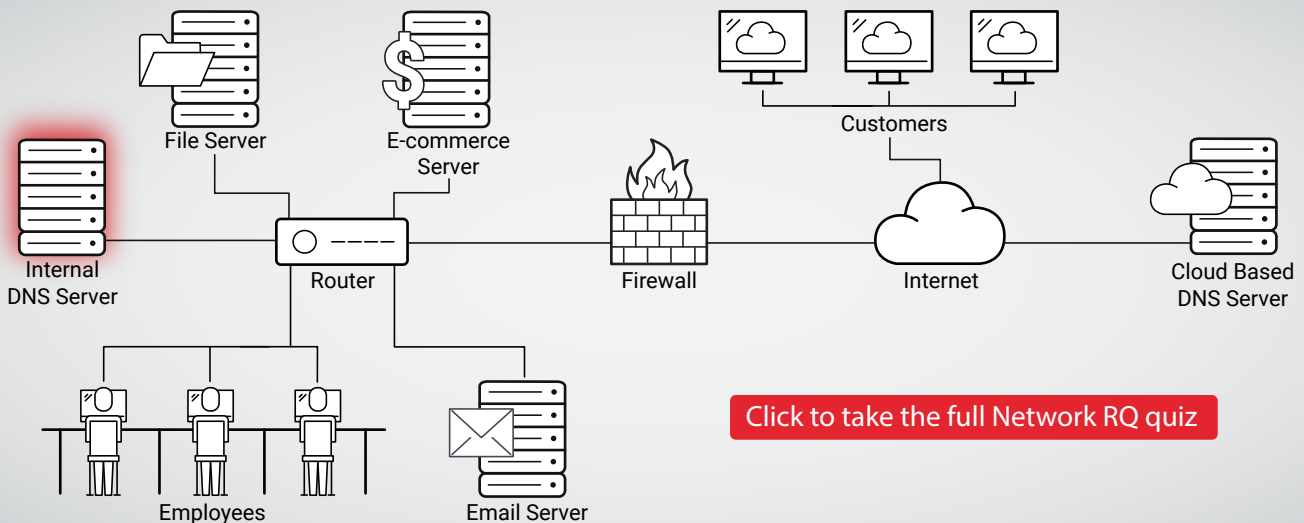 File Server
E-commerce
Server
Customers
Internal
DNS Server
Router
Firewall
Internet
Cloud Based
DNS Server
Click to take the full Network RQ quiz
Employees
Email Server